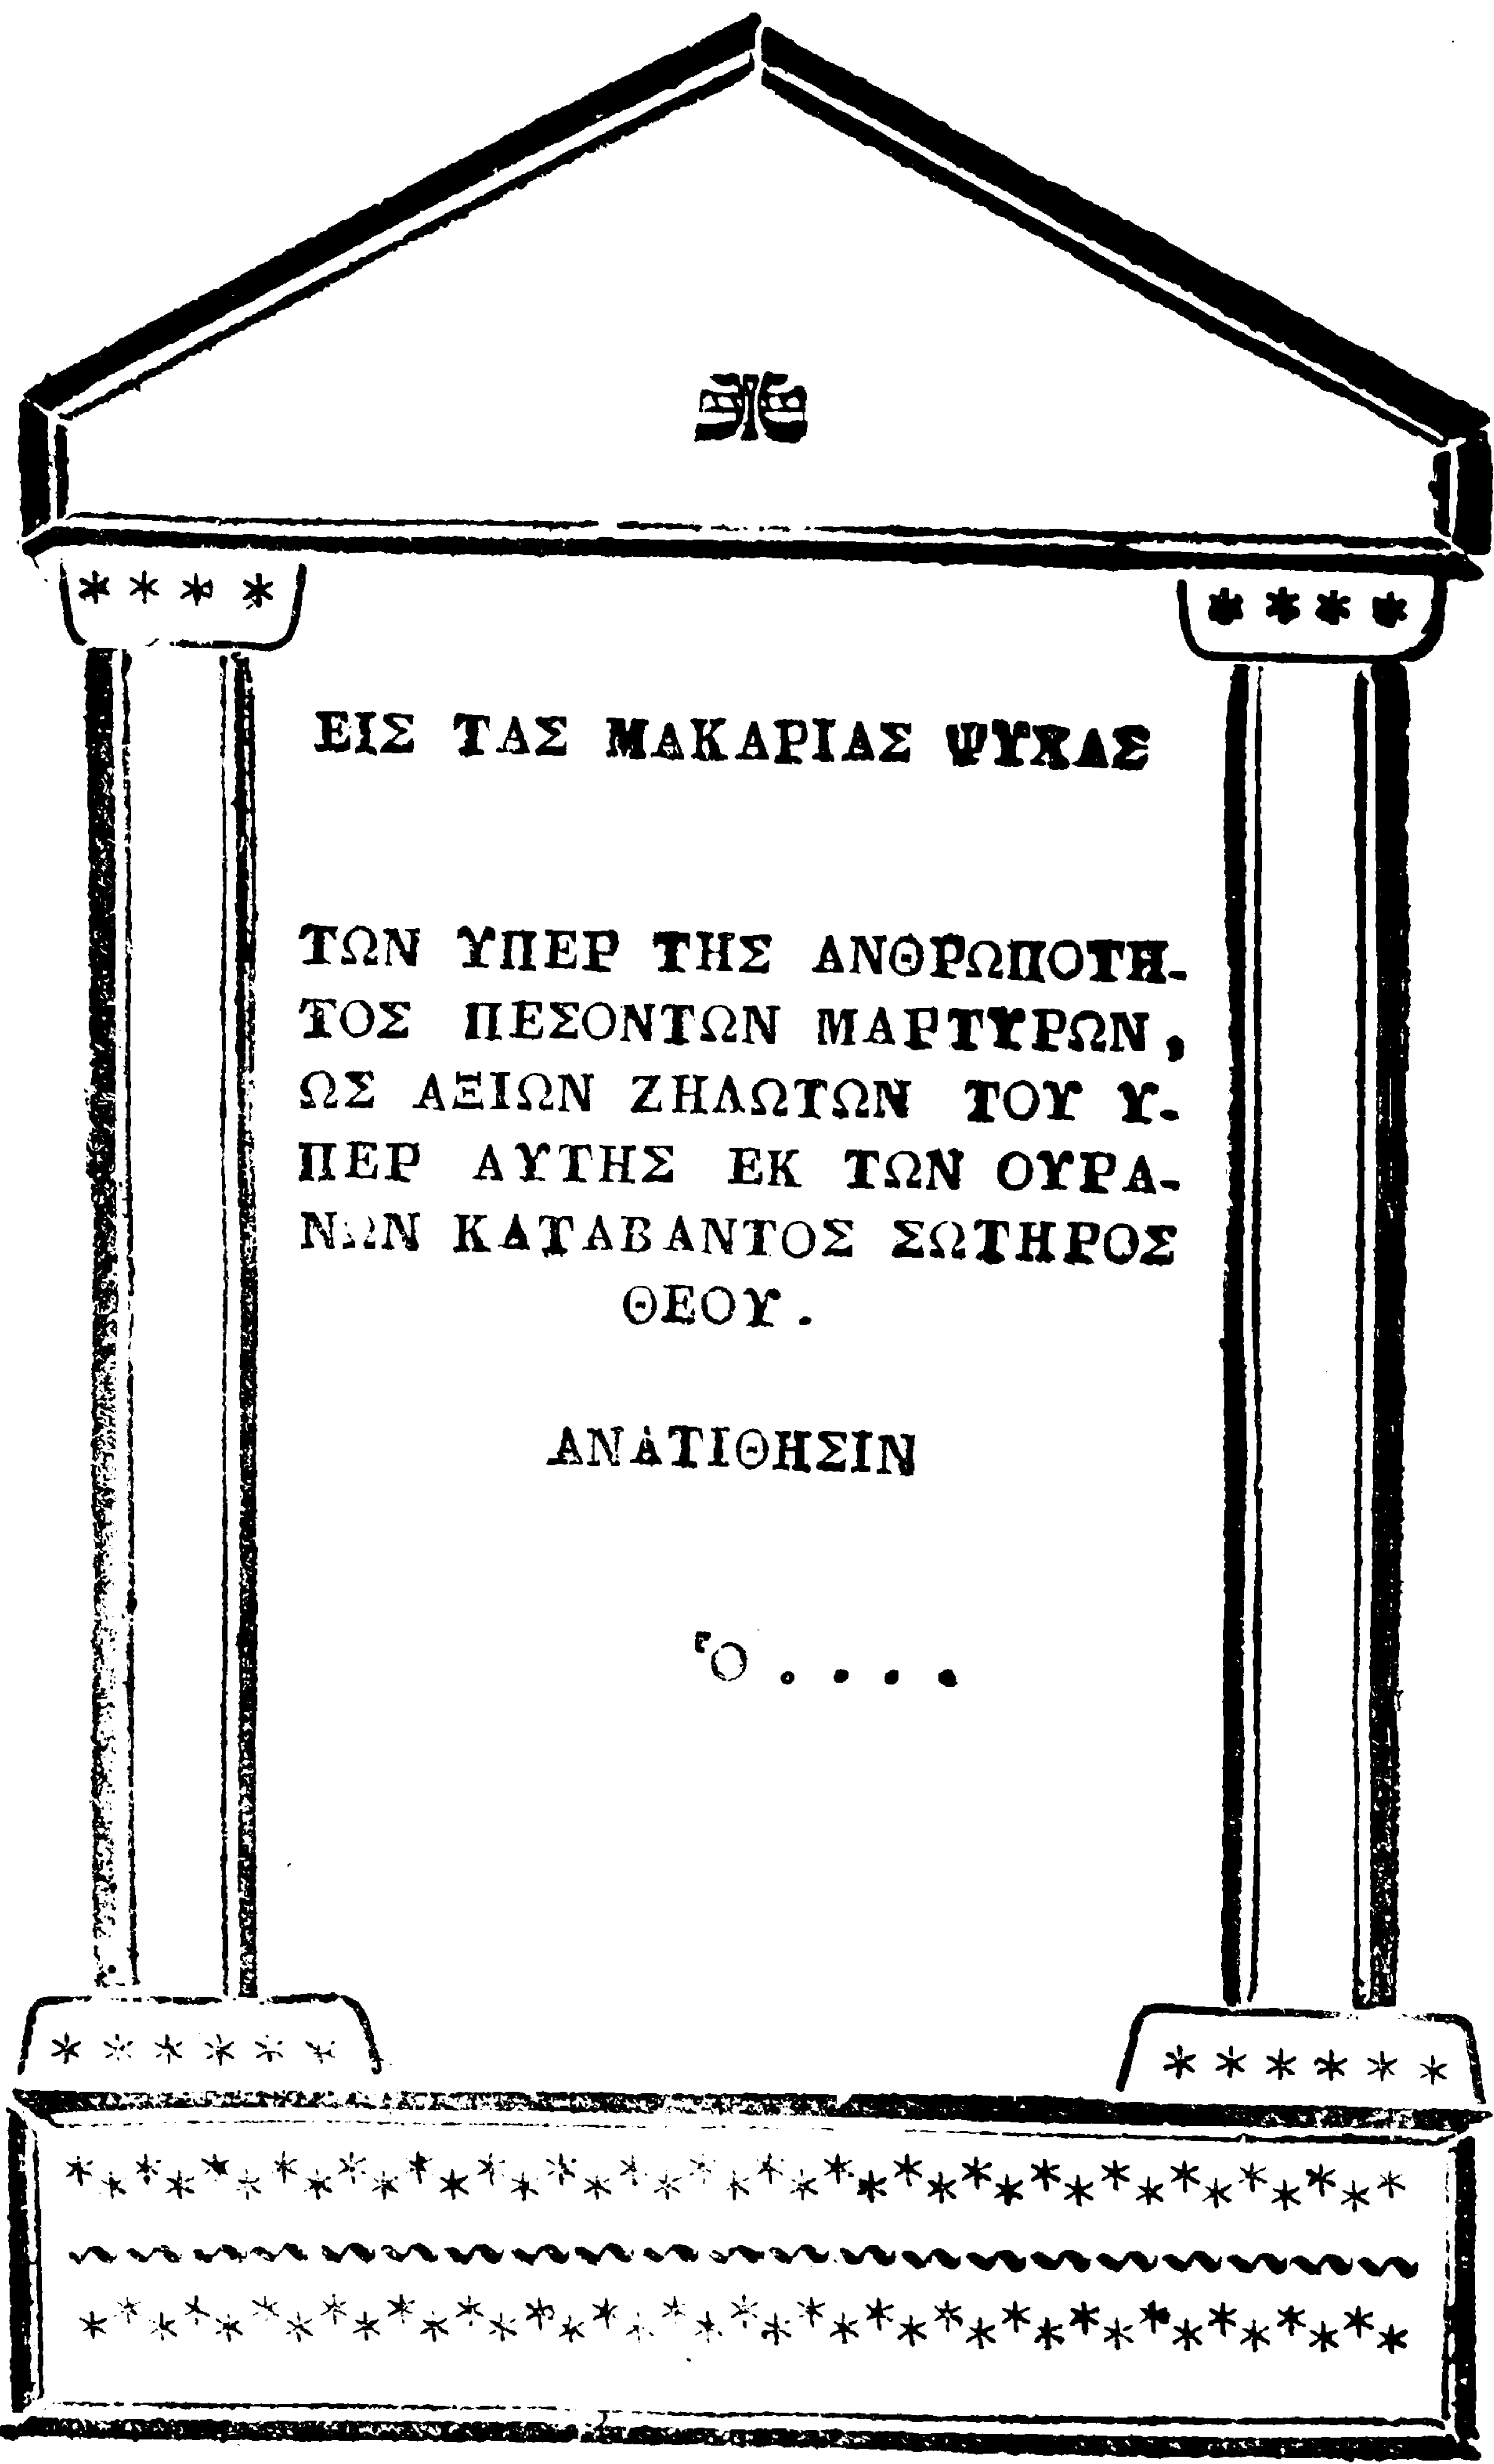 ΕΙΣ ΤΑΣ ΜΑΚΑΡΙΑΣ ΨΥΧΑΣ
ΤΩΝ ΥΠΕΡ ΤΗΣ ΑΝΘΡΩΠΟΤΗ-
ΤΟΣ ΠΕΣΟΝΤΩΝ ΜΑΡΤΥΡΩΝ,
ΩΣ ΑΞΙΩΝ ΖΗΛΩΤΩΝ ΤΟΥ Υ-
ΠΕΡ ΑΥΤΗΣ ΕΚ ΤΩΝ ΟΥΡΑ-
ΝΩΝ ΚΑΤΑΒΑΝΤΟΣ ΣΩΤΗΡΟΣ
ΘΕΟΥ.
ΑΝΑΤΙΘΗΣΙΝ
Ὁ . . . .